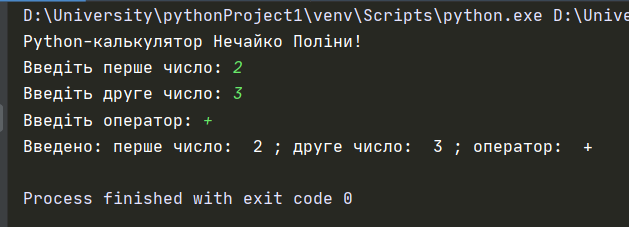 D:\University\pythonProject1\venv\Scripts\python.exe D:\Unive
Python-калькулятор Нечайко Поліни!
Введіть перше число: 2
Введіть друге число: 3
Введіть оператор: +
Введено: перше число:  2 ; друге число:  3 ; оператор:  +
Process finished with exit code 0